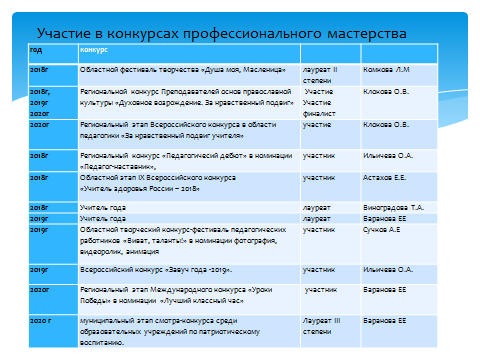 Участие в конкурсах профессионального мастерства
год конкурс
2018г Областной фестиваль творчества «Душа моя, Масленица» лауреат II Комкова Л.М
степени
2018г, Региональный конкурс Преподавателей основ православной Участие Клокова О.В.
2019г культуры «Духовное возрождение. За нравственный подвиг» Участие
2020г финалист
2020г Региональный этап Всероссийского конкурса в области участие Клокова О.В.
педагогики «За нравственный подвиг учителя»
2018г Региональный конкурс «Педагогический дебют» в номинации участник Ильичева О.А.
«Педагог-наставник»,
2018г Областной этап IX Всероссийского конкурса участник Астахов Е.Е.
«Учитель здоровья России – 2018»
2018г Учитель года лауреат Виноградова Т.А.
2019г Учитель года лауреат Баранова ЕЕ
2019г Областной творческий конкурс-фестиваль педагогических участник Сучков А.Е
работников «Виват, таланты!» в номинации фотография,
видеоролик, анимация
2019г Всероссийский конкурс «Завуч года -2019». участник Ильичева О.А.
2020г Региональный этап Международного конкурса «Уроки участник Баранова ЕЕ
Победы» в номинации «Лучший классный час»
2020 г муниципальный этап смотра-конкурса среди Лауреат III Баранова ЕЕ
образовательных учреждений по патриотическому степени
воспитанию.